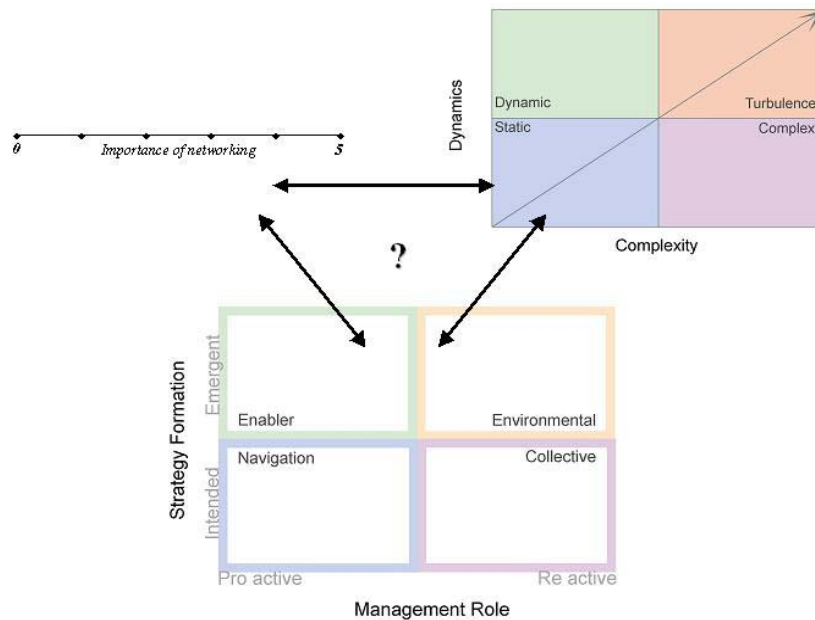 Dynamics
Dynamic
Turbulence
Static
Complex
Complexity
0
Importance of networking
5
?
Strategy Formation
Emergent
Intended
Enabler
Environmental
Navigation
Collective
Pro active
Re active
Management Role